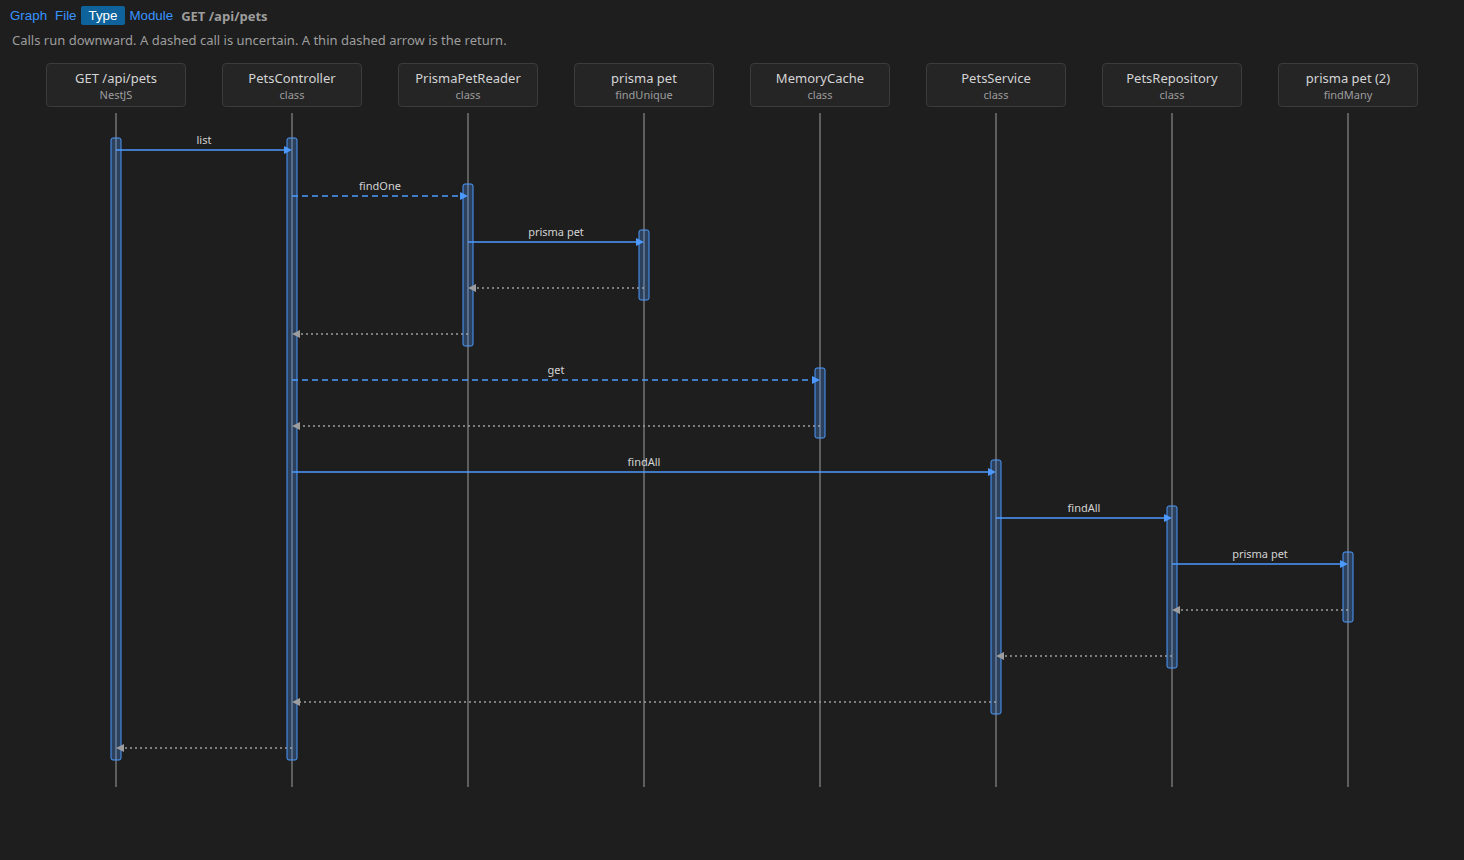 Graph File Type Module GET /api/pets
Calls run downward. A dashed call is uncertain. A thin dashed arrow is the return.
GET /api/pets PetsController PrismaPetReader prisma pet MemoryCache PetsService PetsRepository prisma pet (2)
NestJS class class findUnique class class class findMany
list
findOne
prisma pet
get
findAll
findAll
prisma pet